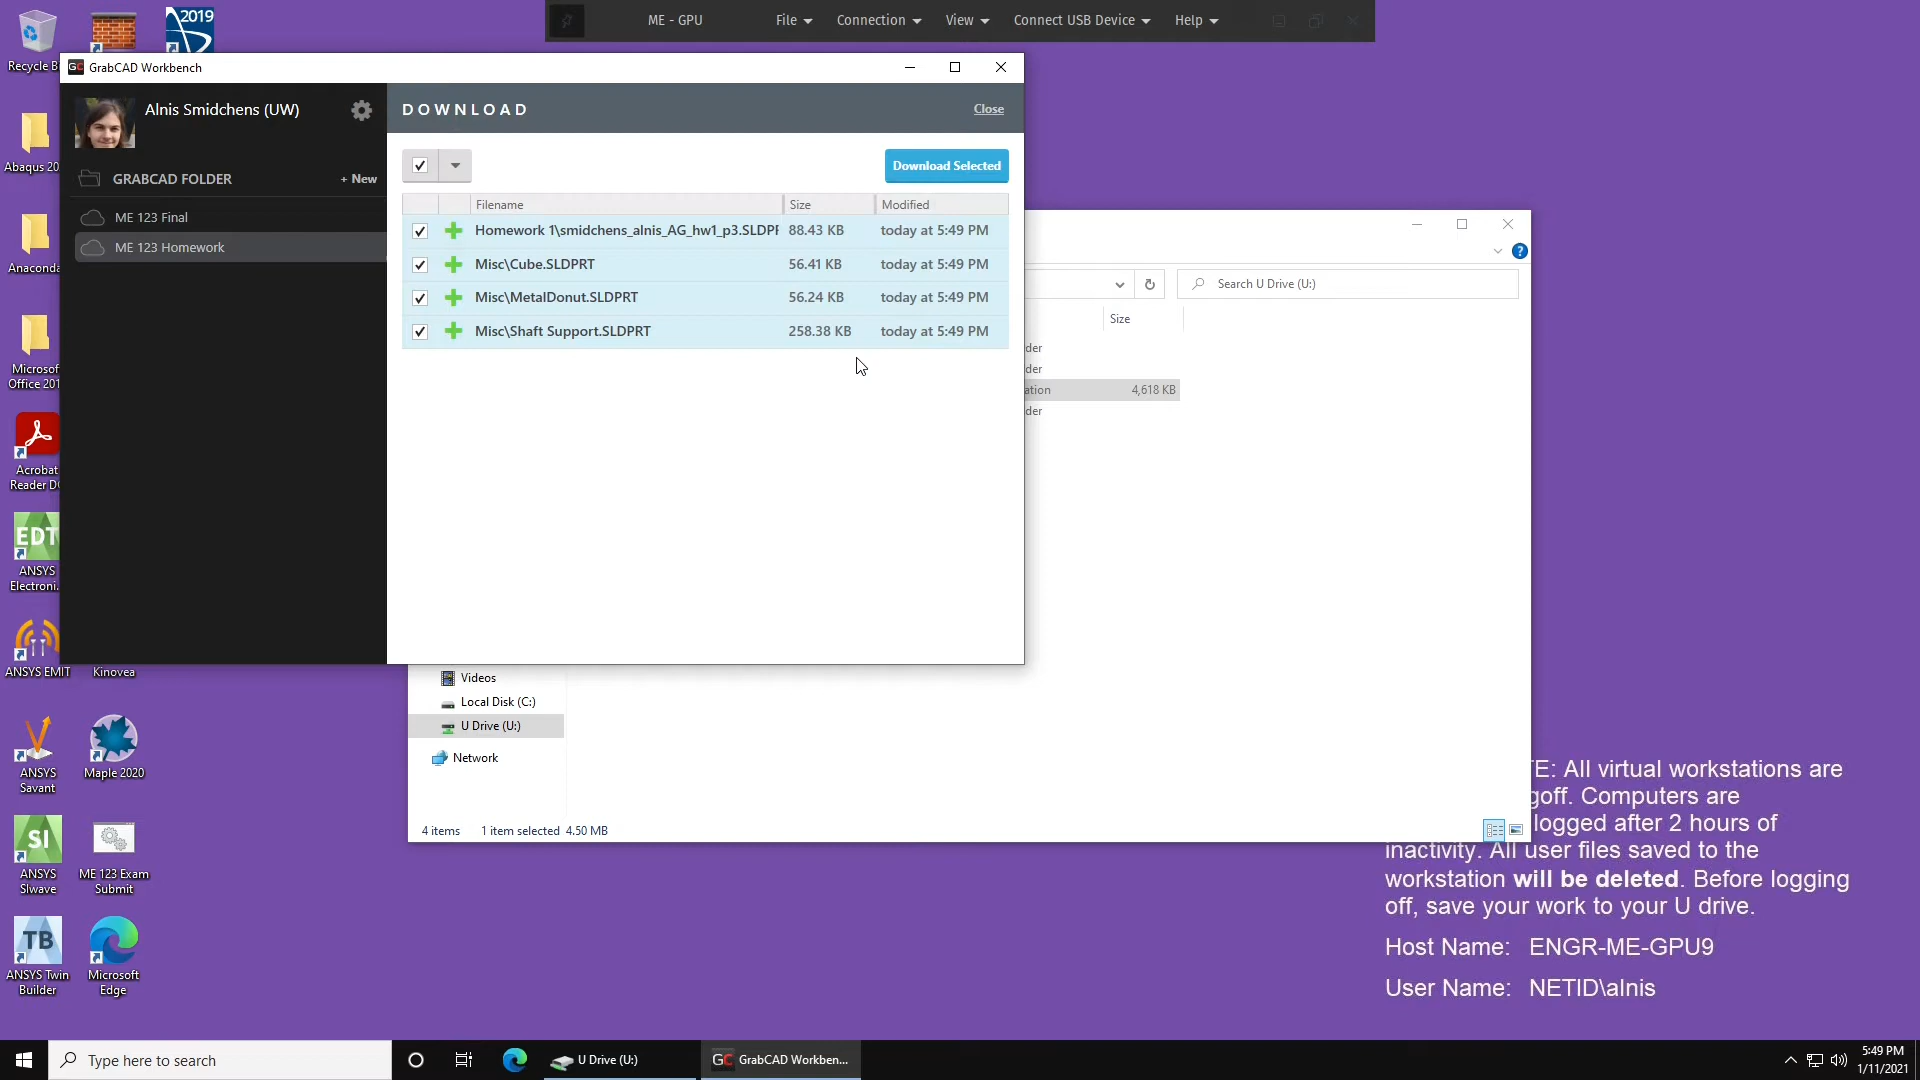 2019
ME - GPU
File
Connection
View
Connect USB Device
Help
Recycle B
GC GrabCAD Workbench
Alnis Smidchens (UW)
DOWNLOAD
Close
GRABCAD FOLDER
+ New
ME 123 Final
ME 123 Homework
Download Selected
Filename
Size
Modified
Homework 1\smidchens_alnis_AG_hw1_p3.SLDPF
88.43 KB
today at 5:49 PM
Misc\Cube.SLDPRT
56.41 KB
today at 5:49 PM
Misc\MetalDonut.SLDPRT
56.24 KB
today at 5:49 PM
Misc\Shaft Support.SLDPRT
258.38 KB
today at 5:49 PM
Search U Drive (U:)
Size
der
der
ation
4,618 KB
der
Videos
Local Disk (C:)
U Drive (U:)
Network
4 items
1 item selected 4.50 MB
Abaqus 20
Anaconda
Microsof
Office 201
Acrobat
Reader D
EDT
ANSYS
Electroni...
ANSYS EMIT
Kinovea
ANSYS
Savant
Maple 2020
SI
ANSYS
SIwave
ME 123 Exam
Submit
TB
ANSYS Twin
Builder
Microsoft
Edge
TE: All virtual workstations are
goff. Computers are
logged after 2 hours of
inactivity. All user files saved to the
workstation will be deleted. Before logging
off, save your work to your U drive.
Host Name: ENGR-ME-GPU9
User Name: NETID\alnis
Type here to search
U Drive (U:)
GC GrabCAD Workben...
5:49 PM
1/11/2021